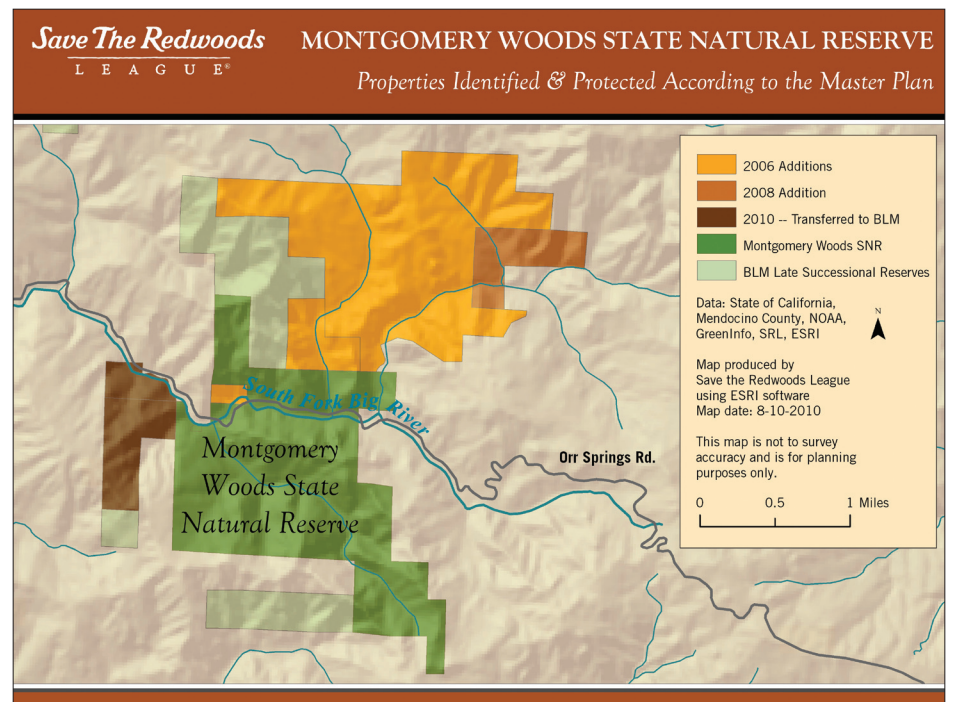 Save The Redwoods
LEAGUE®
MONTGOMERY WOODS STATE NATURAL RESERVE
Properties Identified & Protected According to the Master Plan
2006 Additions
2008 Addition
2010 -- Transferred to BLM
Montgomery Woods SNR
BLM Late Successional Reserves
Data: State of California,
Mendocino County, NOAA,
GreenInfo, SRL, ESRI
N
Map produced by
Save the Redwoods League
using ESRI software
Map date: 8-10-2010
This map is not to survey
accuracy and is for planning
purposes only.
0 0.5 1 Miles
South Fork Big River
Montgomery
Woods State
Natural Reserve
Orr Springs Rd.